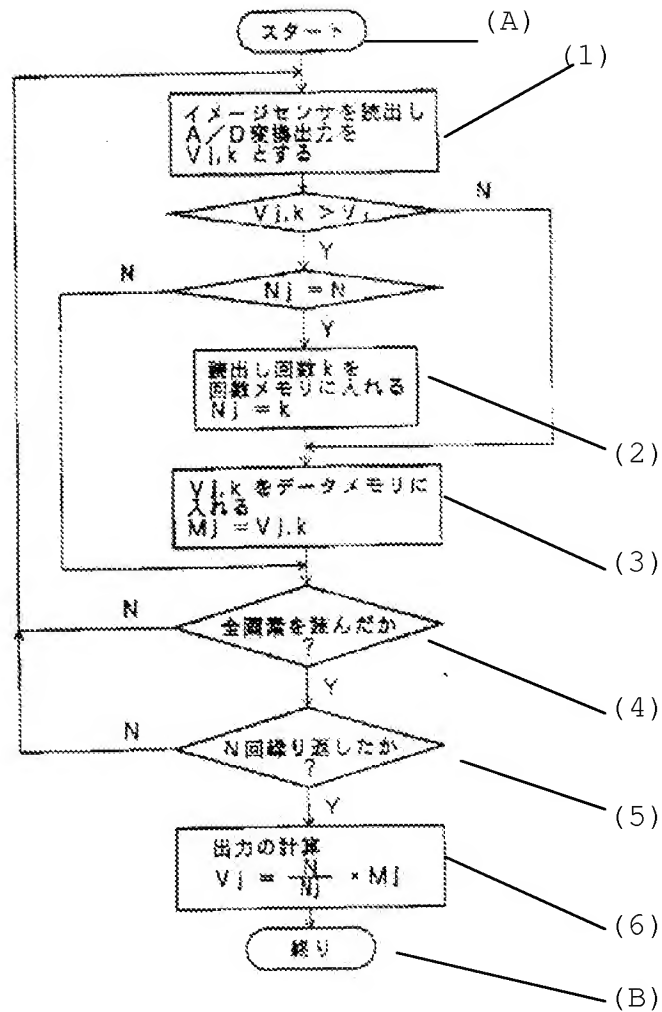 スタート
(A)
(1)
イメージセンサを読出し
A/D変換出力を
Vj,kとする
N
Y
N
Nj = N
Y
読出し回数kを
回数メモリに入れる
Nj = k
(2)
Vj,kをデータメモリに
入れる
Mj = Vj,k
(3)
N
全画素を読んだか
?
(4)
Y
N
N回繰り返したか
?
(5)
Y
出力の計算
Vj = N/Nj × Mj
(6)
終り
(B)